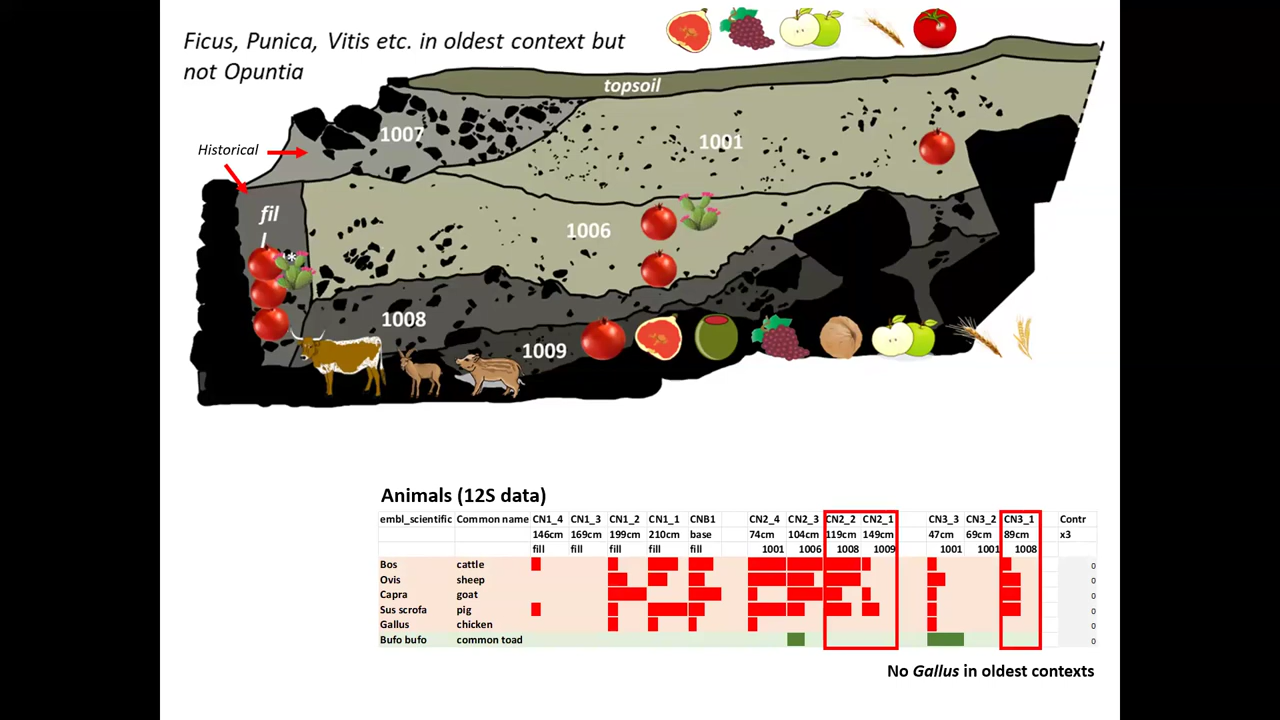 Ficus, Punica, Vitis etc. in oldest context but
not Opuntia
topsoil
1007
1001
Historical
fil
l
*
1006
1008
1009
Animals (12S data)
embl_scientific Common name CN1_4 CN1_3 CN1_2 CN1_1 CNB1 CN2_4 CN2_3 CN2_2 CN2_1 CN3_3 CN3_2 CN3_1 Contr
146cm 169cm 199cm 210cm base 74cm 104cm 119cm 149cm 47cm 69cm 89cm x3
fill fill fill fill fill 1001 1006 1008 1009 1001 1001 1008
Bos cattle 0
Ovis sheep 0
Capra goat 0
Sus scrofa pig 0
Gallus chicken 0
Bufo bufo common toad 0
No Gallus in oldest contexts